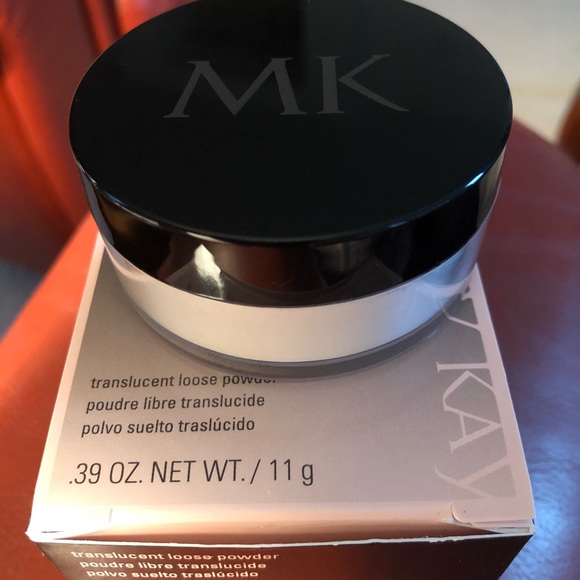 MK
translucent loose powder
poudre libre translucide
polvo suelto traslúcido
.39 OZ. NET WT. / 11 g
KAY
translucent loose powder
poudre libre translucide
polvo suelto traslúcido